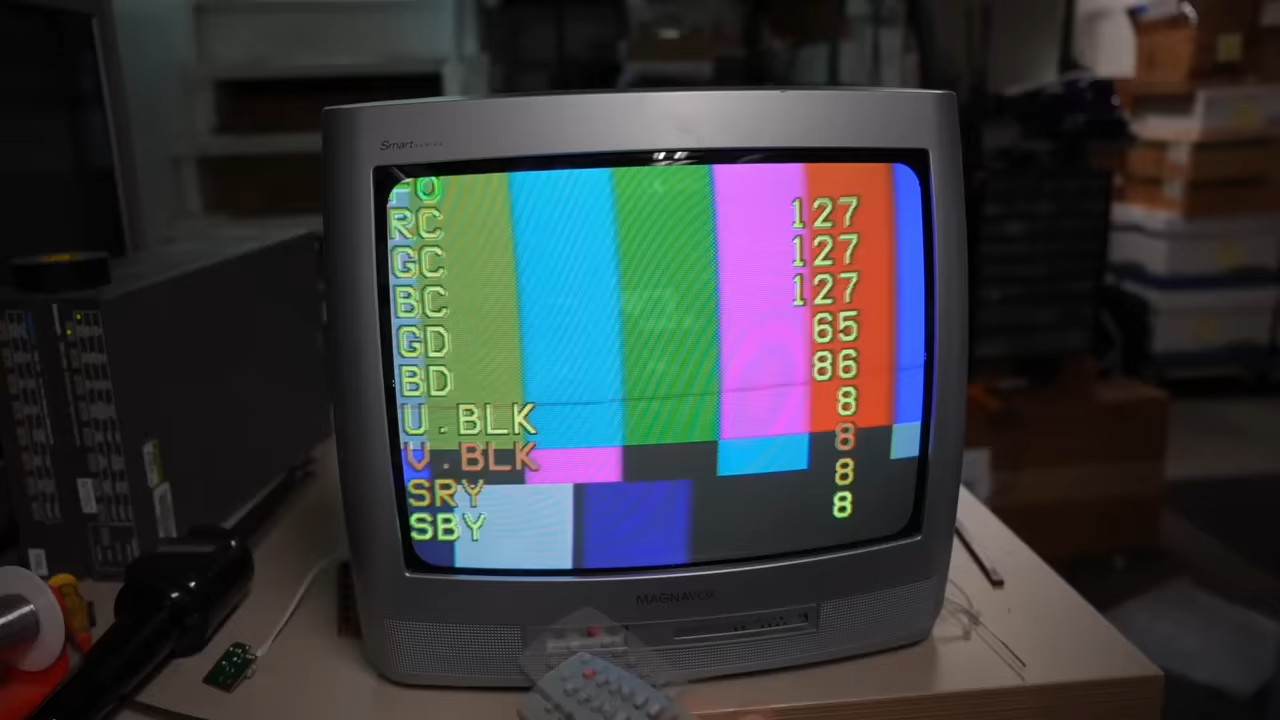 Smart SERIES
RC 127
GC 127
BC 127
GD 65
BD 86
U.BLK 8
V.BLK 8
SRY 8
SBY 8
MAGNAVOX